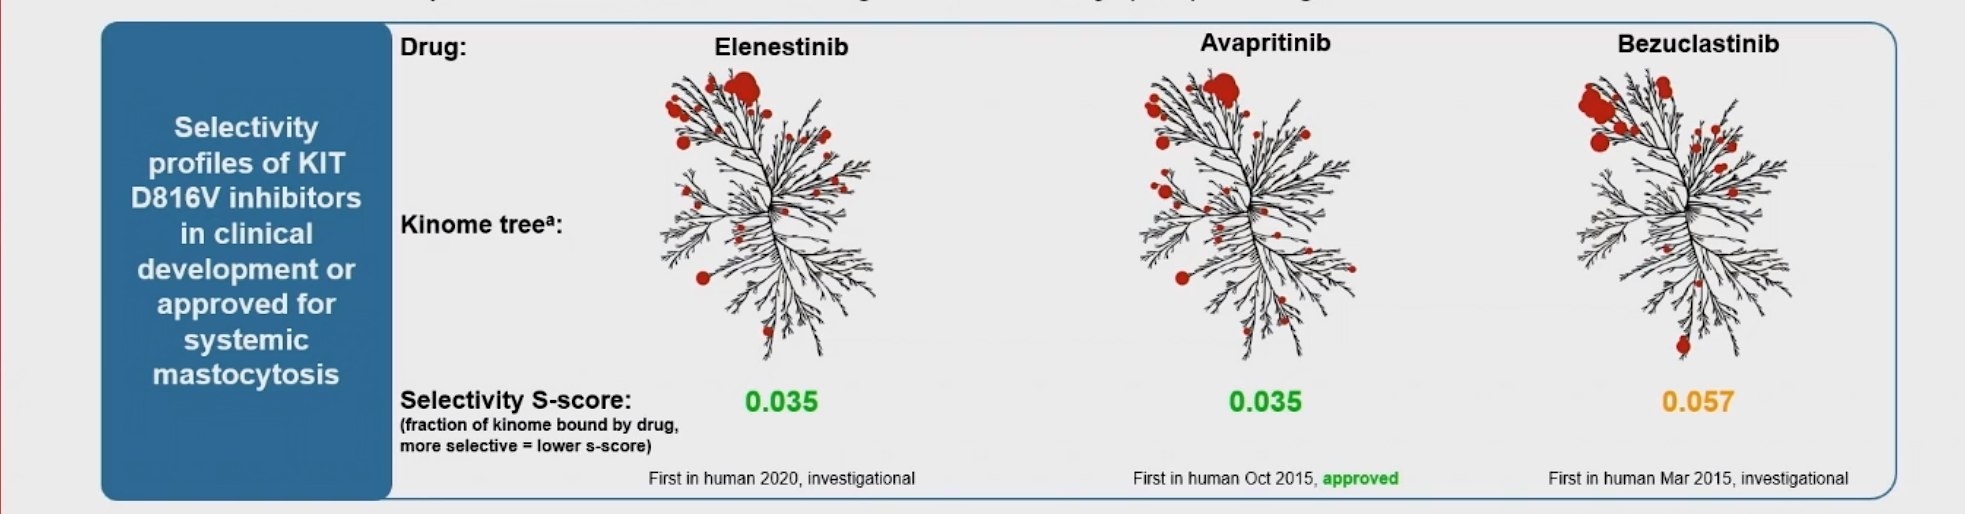 Selectivity
profiles of KIT
D816V inhibitors
in clinical
development or
approved for
systemic
mastocytosis
Drug:
Elenestinib
Avapritinib
Bezuclastinib
Kinome treeª:
Selectivity S-score:
(fraction of kinome bound by drug,
more selective = lower s-score)
0.035
0.035
0.057
First in human 2020, investigational
First in human Oct 2015, approved
First in human Mar 2015, investigational